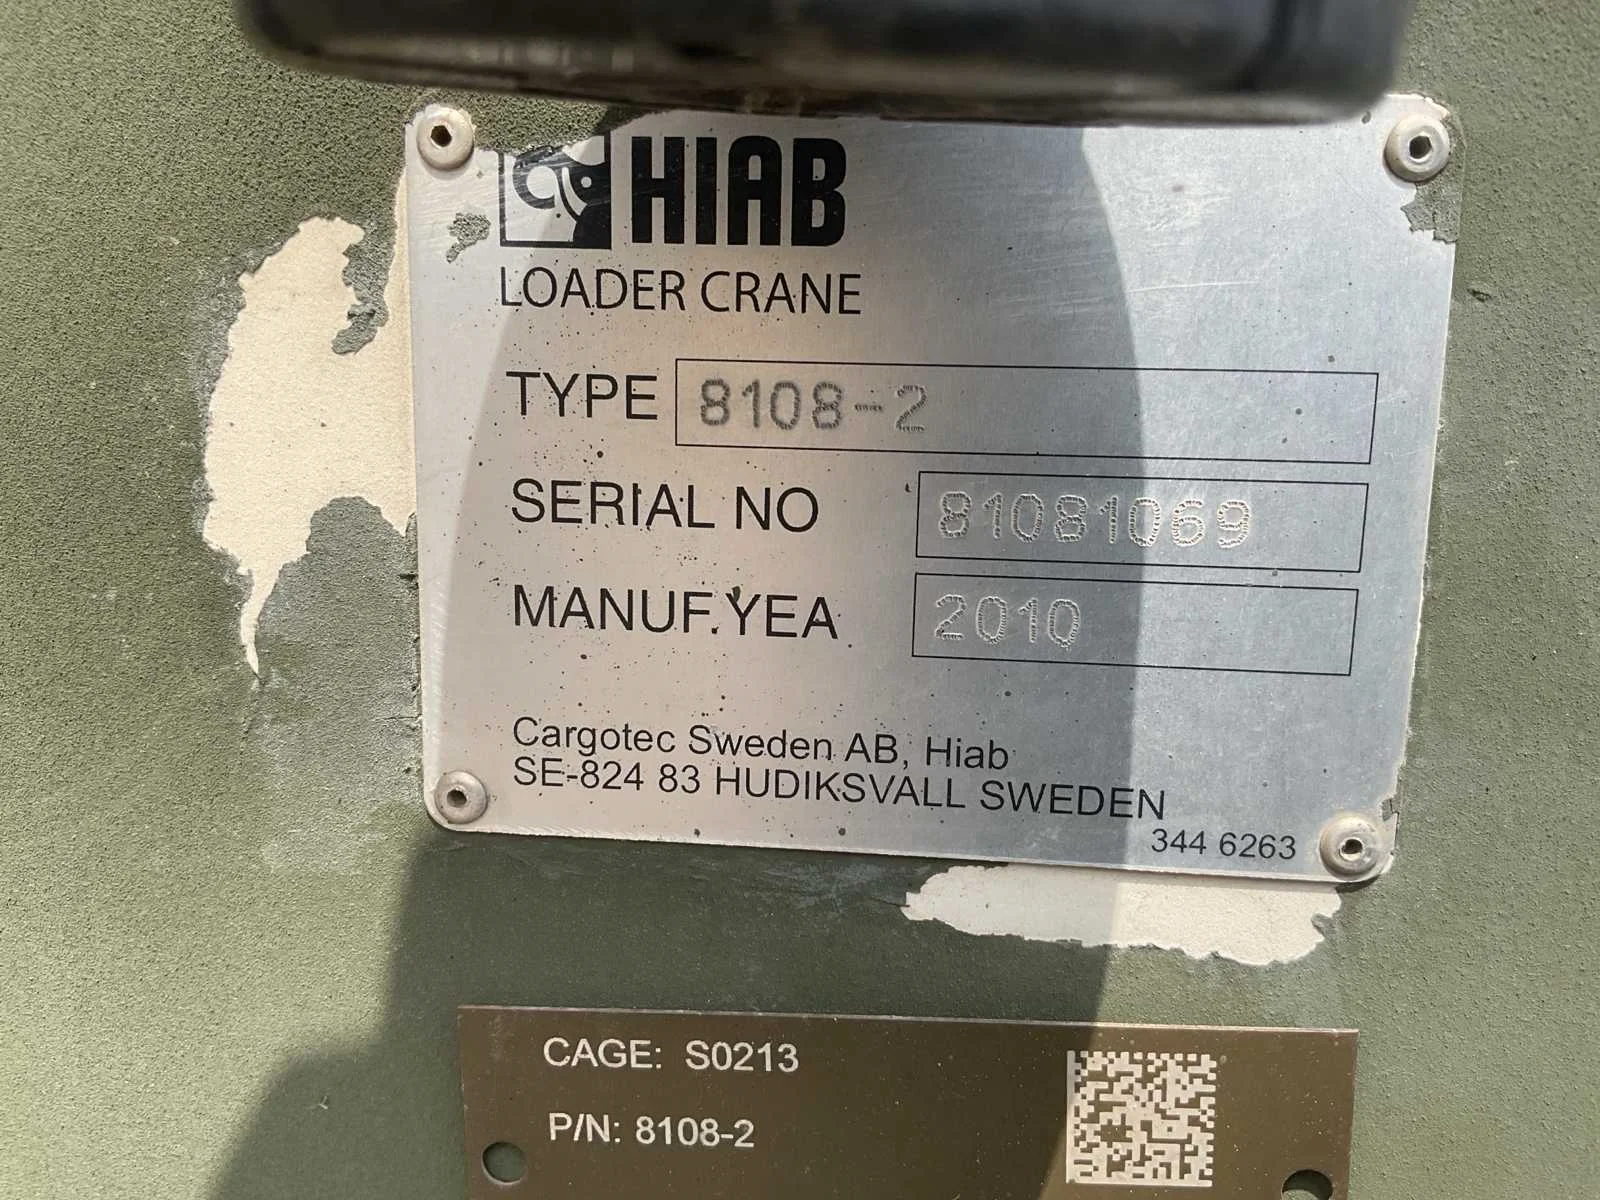 HIAB
LOADER CRANE
TYPE 8108-2
SERIAL NO 81081069
MANUF.YEA 2010
Cargotec Sweden AB, Hiab
SE-824 83 HUDIKSVALL SWEDEN
344 6263
CAGE: S0213
P/N: 8108-2